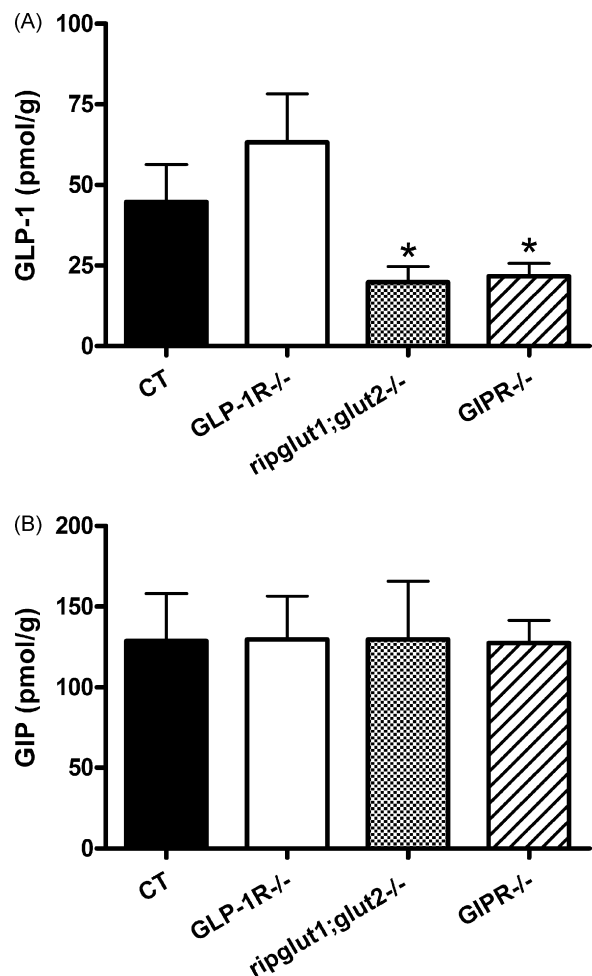 (A)
100
75
50
25
0
GLP-1 (pmol/g)
*
*
CT
GLP-1R-/-
ripglut1;glut2-/-
GIPR-/-
(B)
200
150
100
50
0
GIP (pmol/g)
CT
GLP-1R-/-
ripglut1;glut2-/-
GIPR-/-